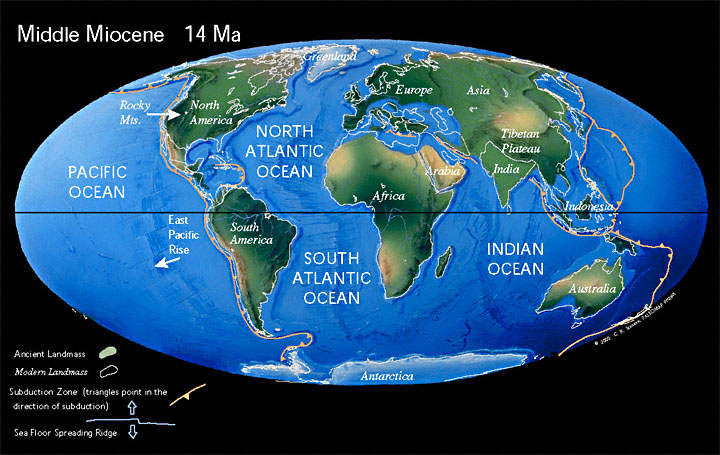 Middle Miocene 14 Ma
Greenland
Rocky
Mts.
North
America
Europe
Asia
NORTH
ATLANTIC
OCEAN
Tibetan
Plateau
PACIFIC
OCEAN
Arabia
India
Africa
Indonesia
East
Pacific
Rise
South
America
SOUTH
ATLANTIC
OCEAN
INDIAN
OCEAN
Australia
© 2000 C. R. Scotese, PALEOMAP Project
Antarctica
Ancient Landmass
Modern Landmass
Subduction Zone (triangles point in the
direction of subduction)
Sea Floor Spreading Ridge